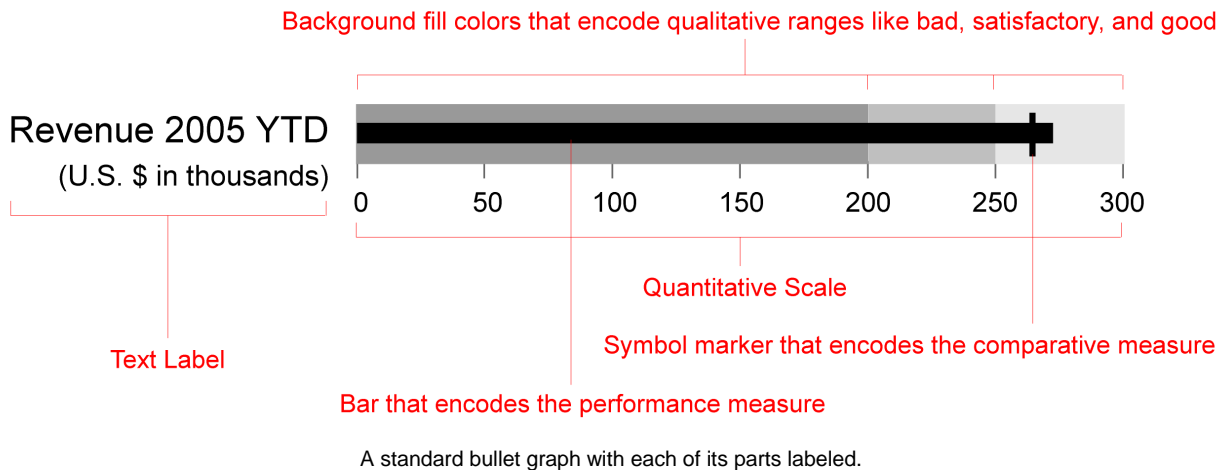 Background fill colors that encode qualitative ranges like bad, satisfactory, and good
Revenue 2005 YTD
(U.S. $ in thousands)
0 50 100 150 200 250 300
Quantitative Scale
Symbol marker that encodes the comparative measure
Text Label
Bar that encodes the performance measure
A standard bullet graph with each of its parts labeled.